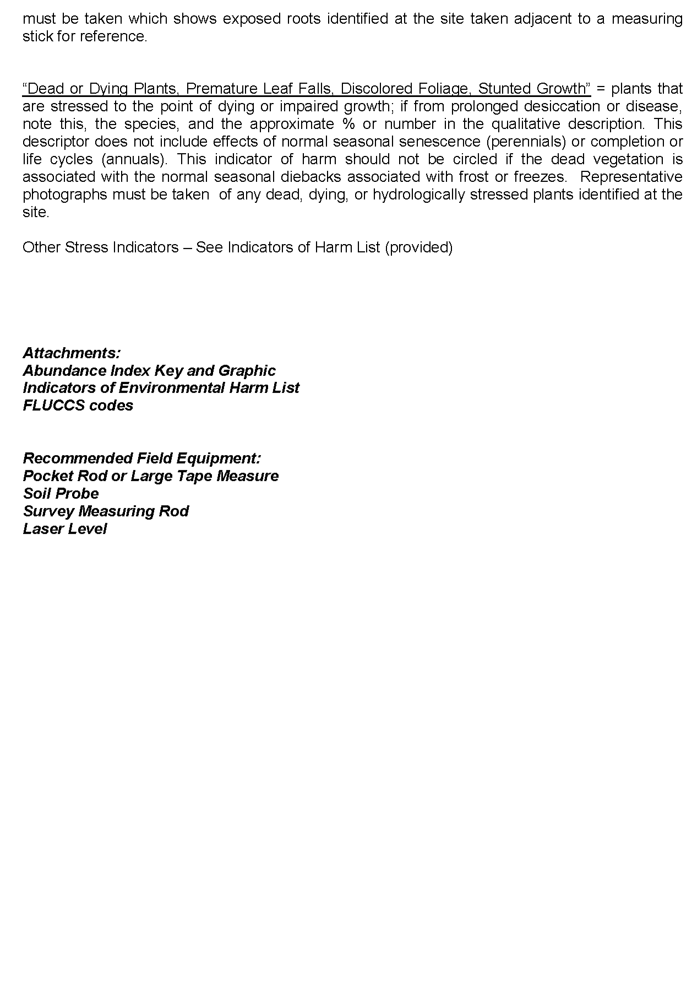 must be taken which shows exposed roots identified at the site taken adjacent to a measuring
stick for reference.
“Dead or Dying Plants, Premature Leaf Falls, Discolored Foliage, Stunted Growth” = plants that
are stressed to the point of dying or impaired growth; if from prolonged desiccation or disease,
note this, the species, and the approximate % or number in the qualitative description. This
descriptor does not include effects of normal seasonal senescence (perennials) or completion or
life cycles (annuals). This indicator of harm should not be circled if the dead vegetation is
associated with the normal seasonal diebacks associated with frost or freezes.  Representative
photographs must be taken  of any dead, dying, or hydrologically stressed plants identified at the
site.
Other Stress Indicators – See Indicators of Harm List (provided)
Attachments:
Abundance Index Key and Graphic
Indicators of Environmental Harm List
FLUCCS codes
Recommended Field Equipment:
Pocket Rod or Large Tape Measure
Soil Probe
Survey Measuring Rod
Laser Level